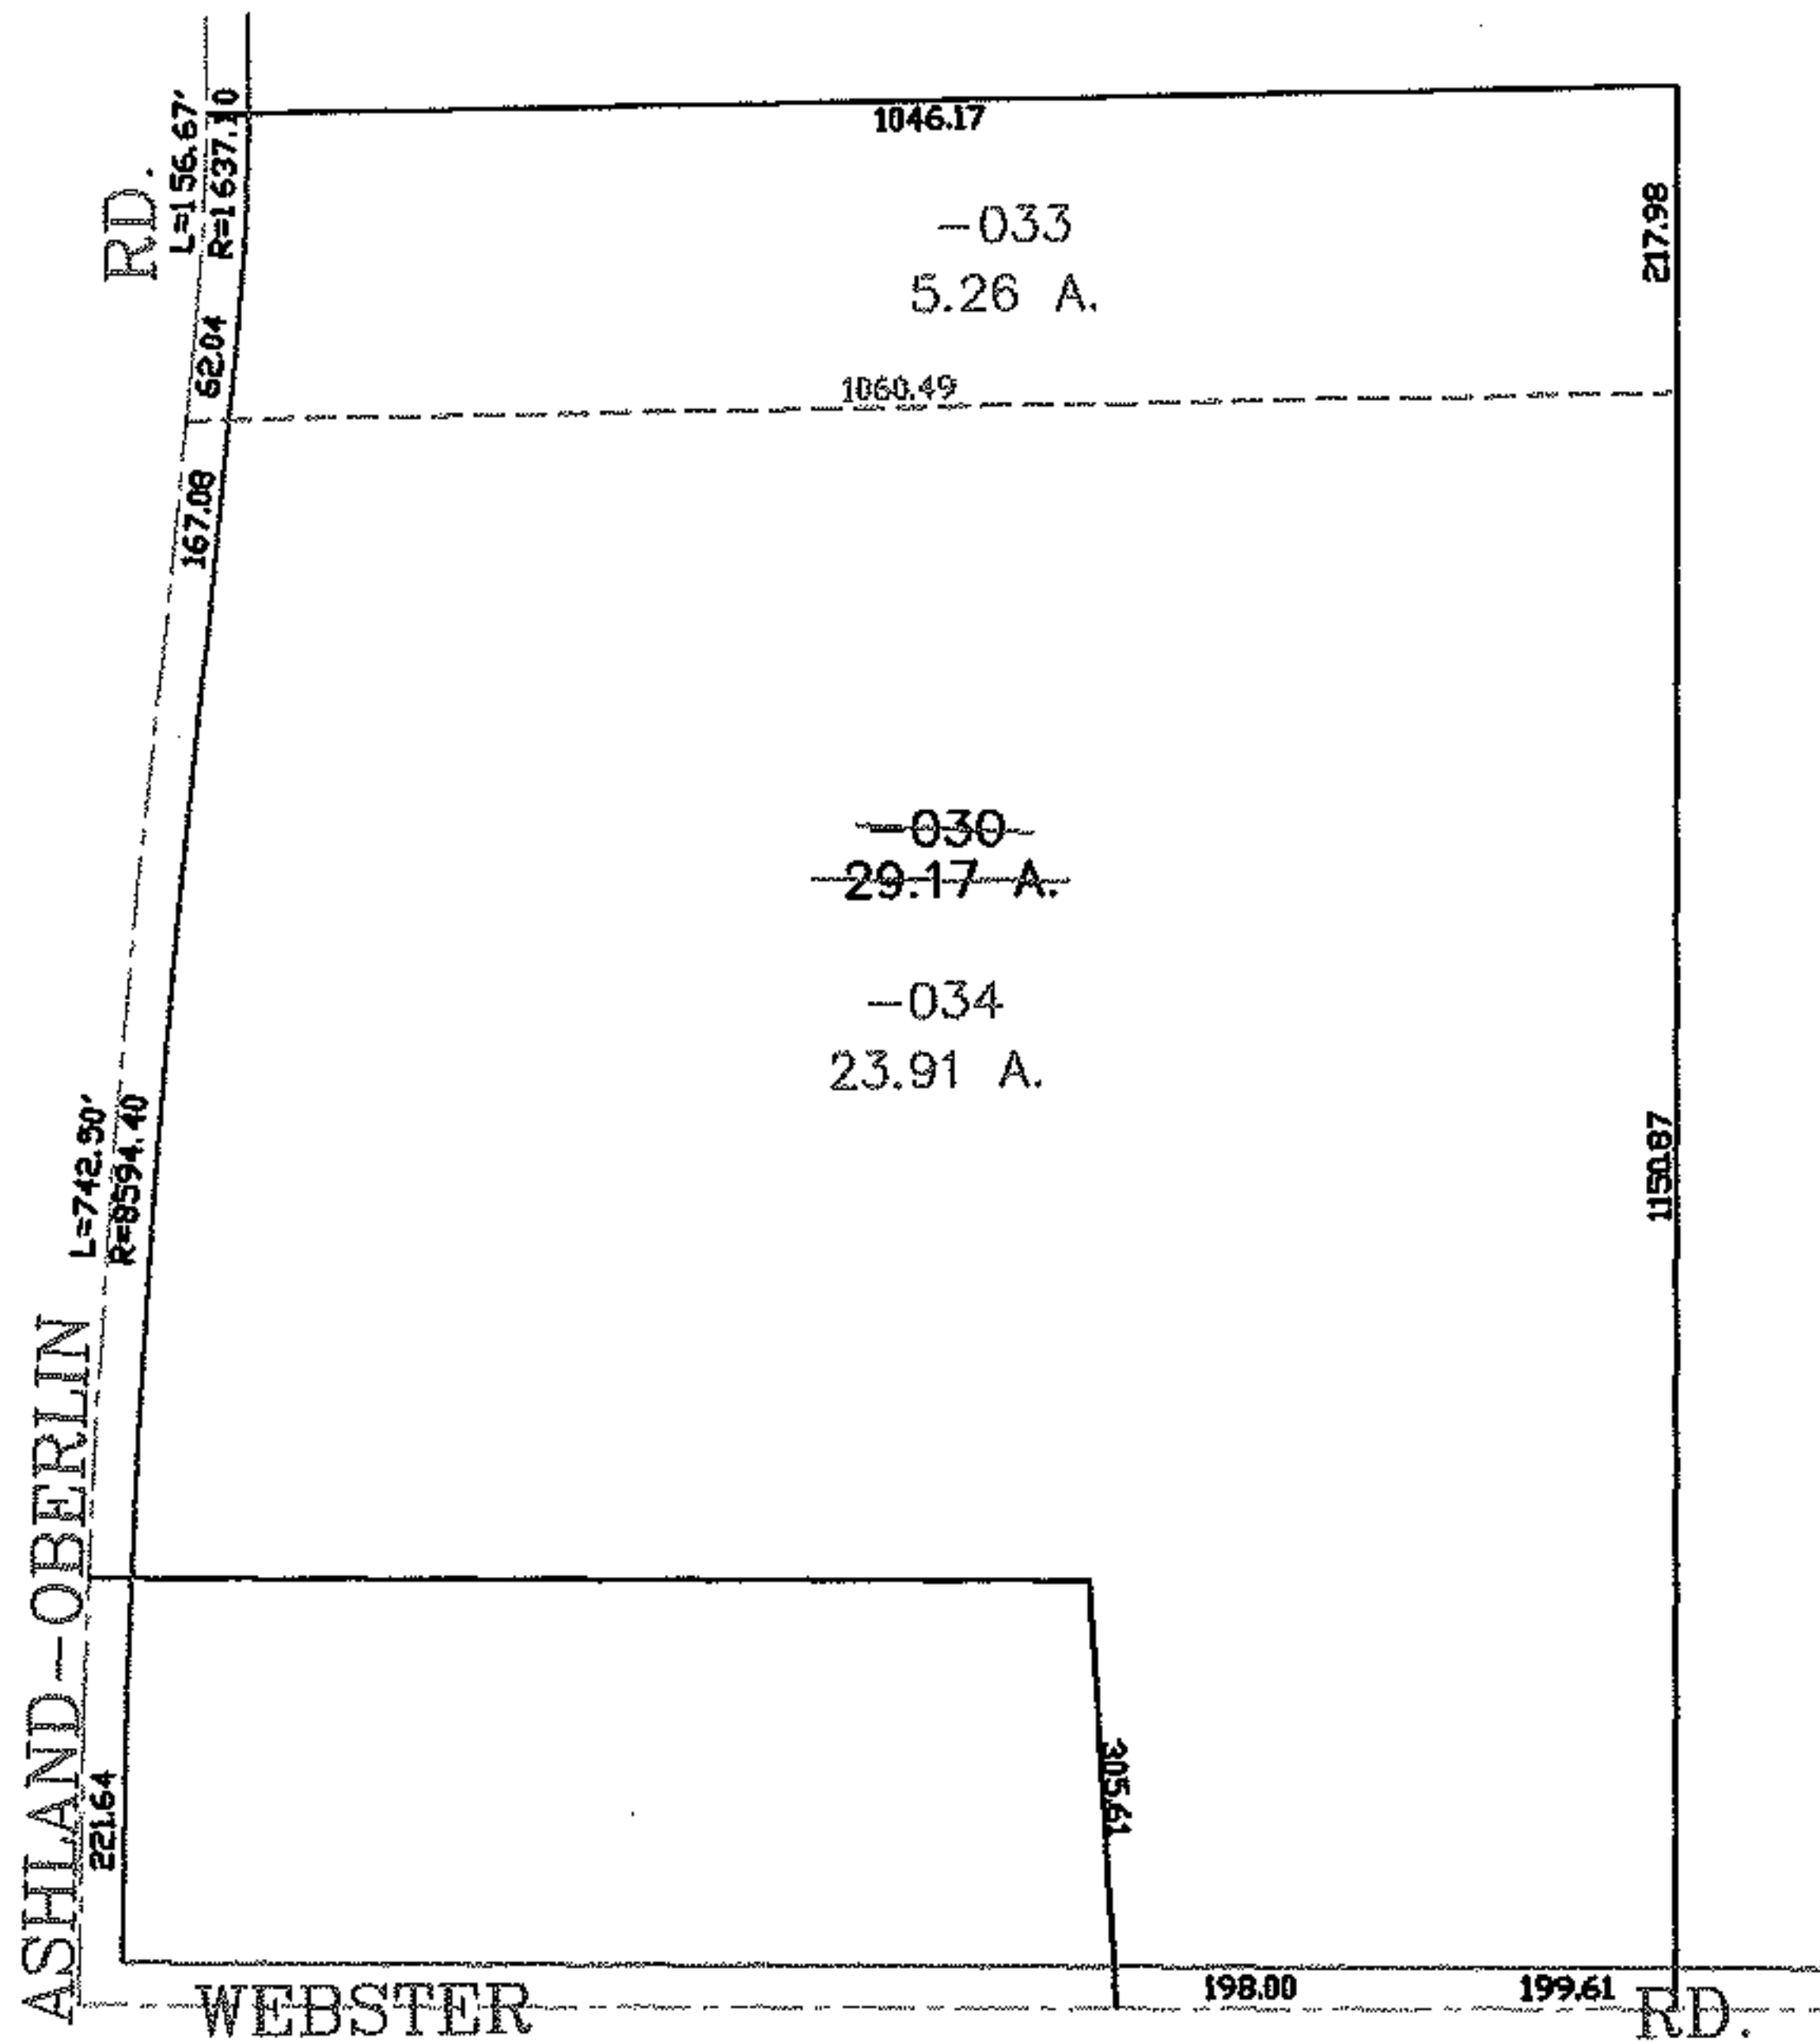 1046.17
L=156.67'
R=1637.10
RD.
-033
5.26 A.
217.98
62.04
1060.49
167.08
-030
29.17 A.
-034
23.91 A.
L=742.90'
R=8594.40
1150.87
ASHLAND-OBERLIN
221.64
305.61
198.00
199.61
WEBSTER RD.